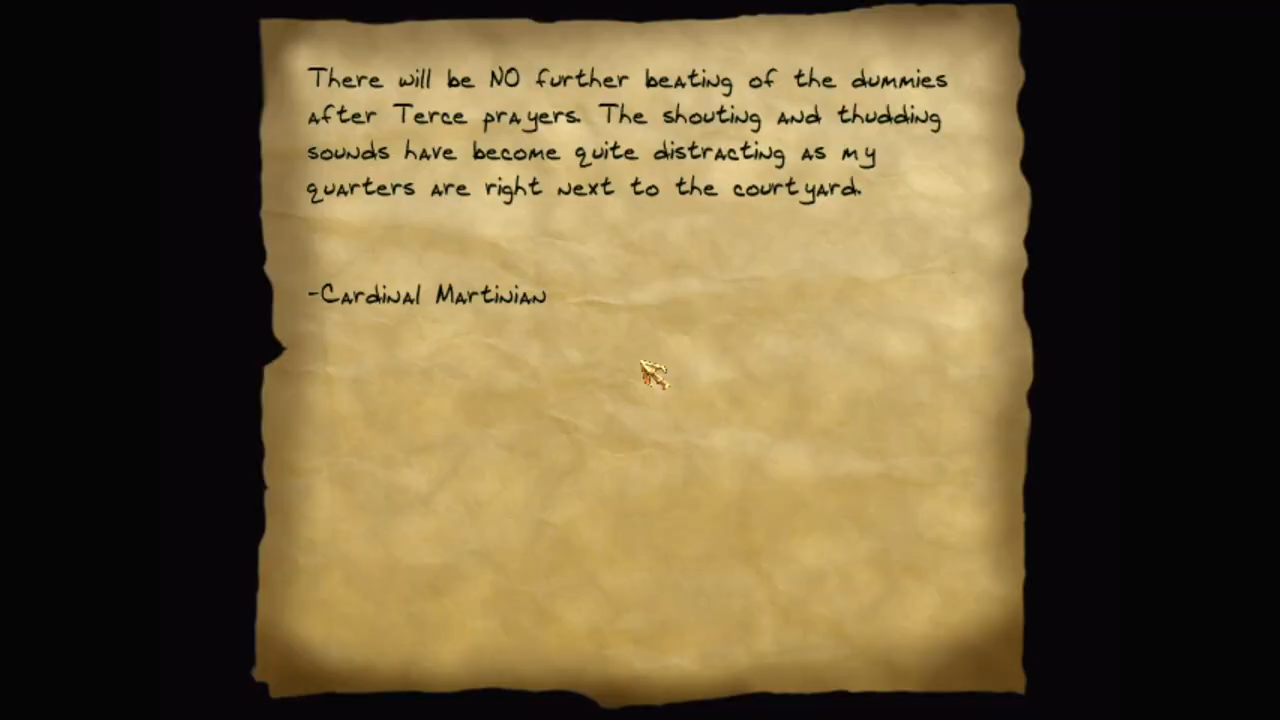 There will be NO further beating of the dummies
after Terce prayers. The shouting and thudding
sounds have become quite distracting as my
quarters are right next to the courtyard.
-Cardinal Martinian